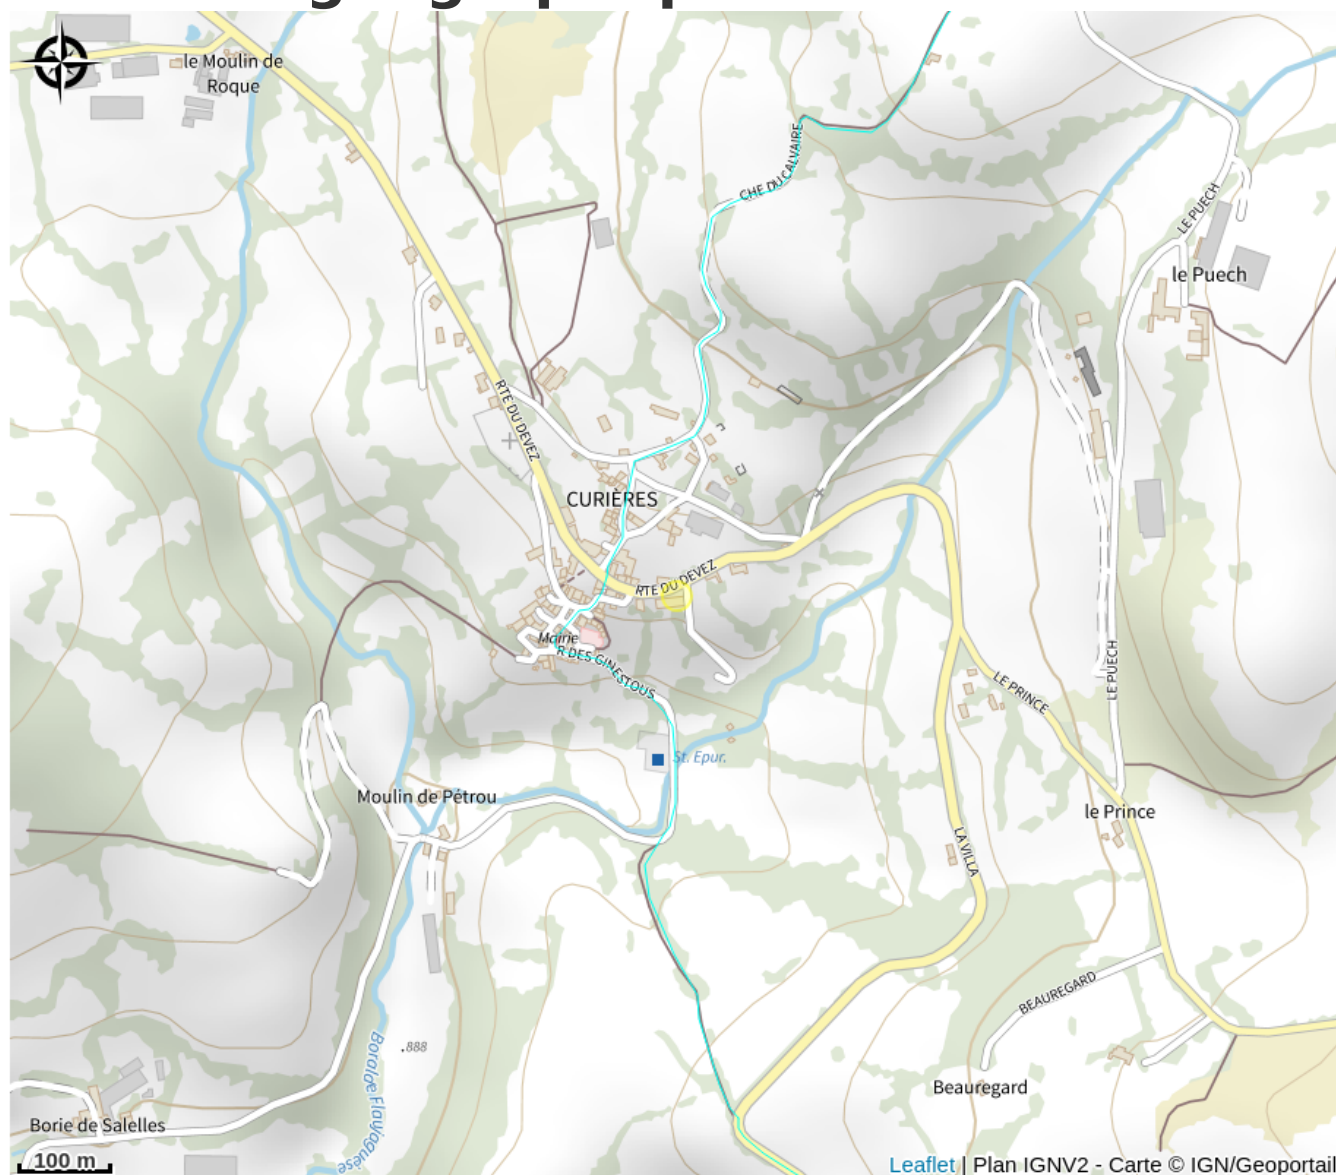 le Moulin de
Roque
CHE DU CALVAIRE
LE PUECH
le Puech
RTE DU DEVEZ
CURIÈRES
RTE DU DEVEZ
Mairie
R DES GINESTOUS
LE PUECH
LE PRINCE
St. Epur.
Moulin de Pétrou
le Prince
LA VILLA
BEAUREGARD
.888
Boralde Flaujaguèse
Beauregard
Borie de Salelles
100 m
Leaflet | Plan IGNV2 - Carte © IGN/Geoportail